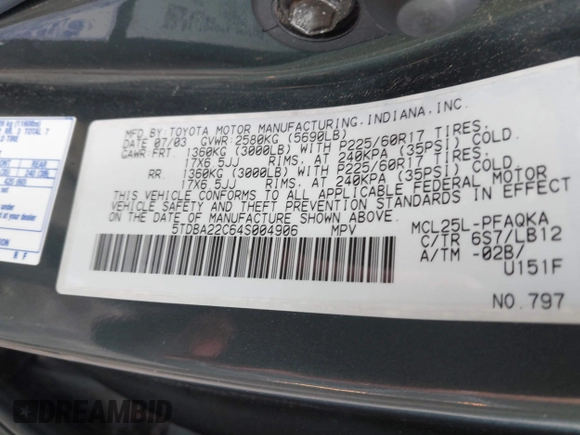 MFD. BY: TOYOTA MOTOR MANUFACTURING, INDIANA, INC.
DATE 07/03 GVWR: 2580KG (5690LB)
GAWR: FRT. 1360KG (3000LB) WITH P225/60R17 TIRES,
17X6.5JJ RIMS, AT 240KPA (35PSI) COLD.
RR. 1360KG (3000LB) WITH P225/60R17 TIRES,
17X6.5JJ RIMS, AT 240KPA (35PSI) COLD.
THIS VEHICLE CONFORMS TO ALL APPLICABLE FEDERAL MOTOR
VEHICLE SAFETY AND THEFT PREVENTION STANDARDS IN EFFECT
ON THE DATE OF MANUFACTURE SHOWN ABOVE.
5TDBA22C64S004906 MPV
MCL25L-PFAQKA
C/TR 6S7/LB12
A/TM -02B/
U151F
NO. 797
TOTAL 7
REAR
DREAMBID